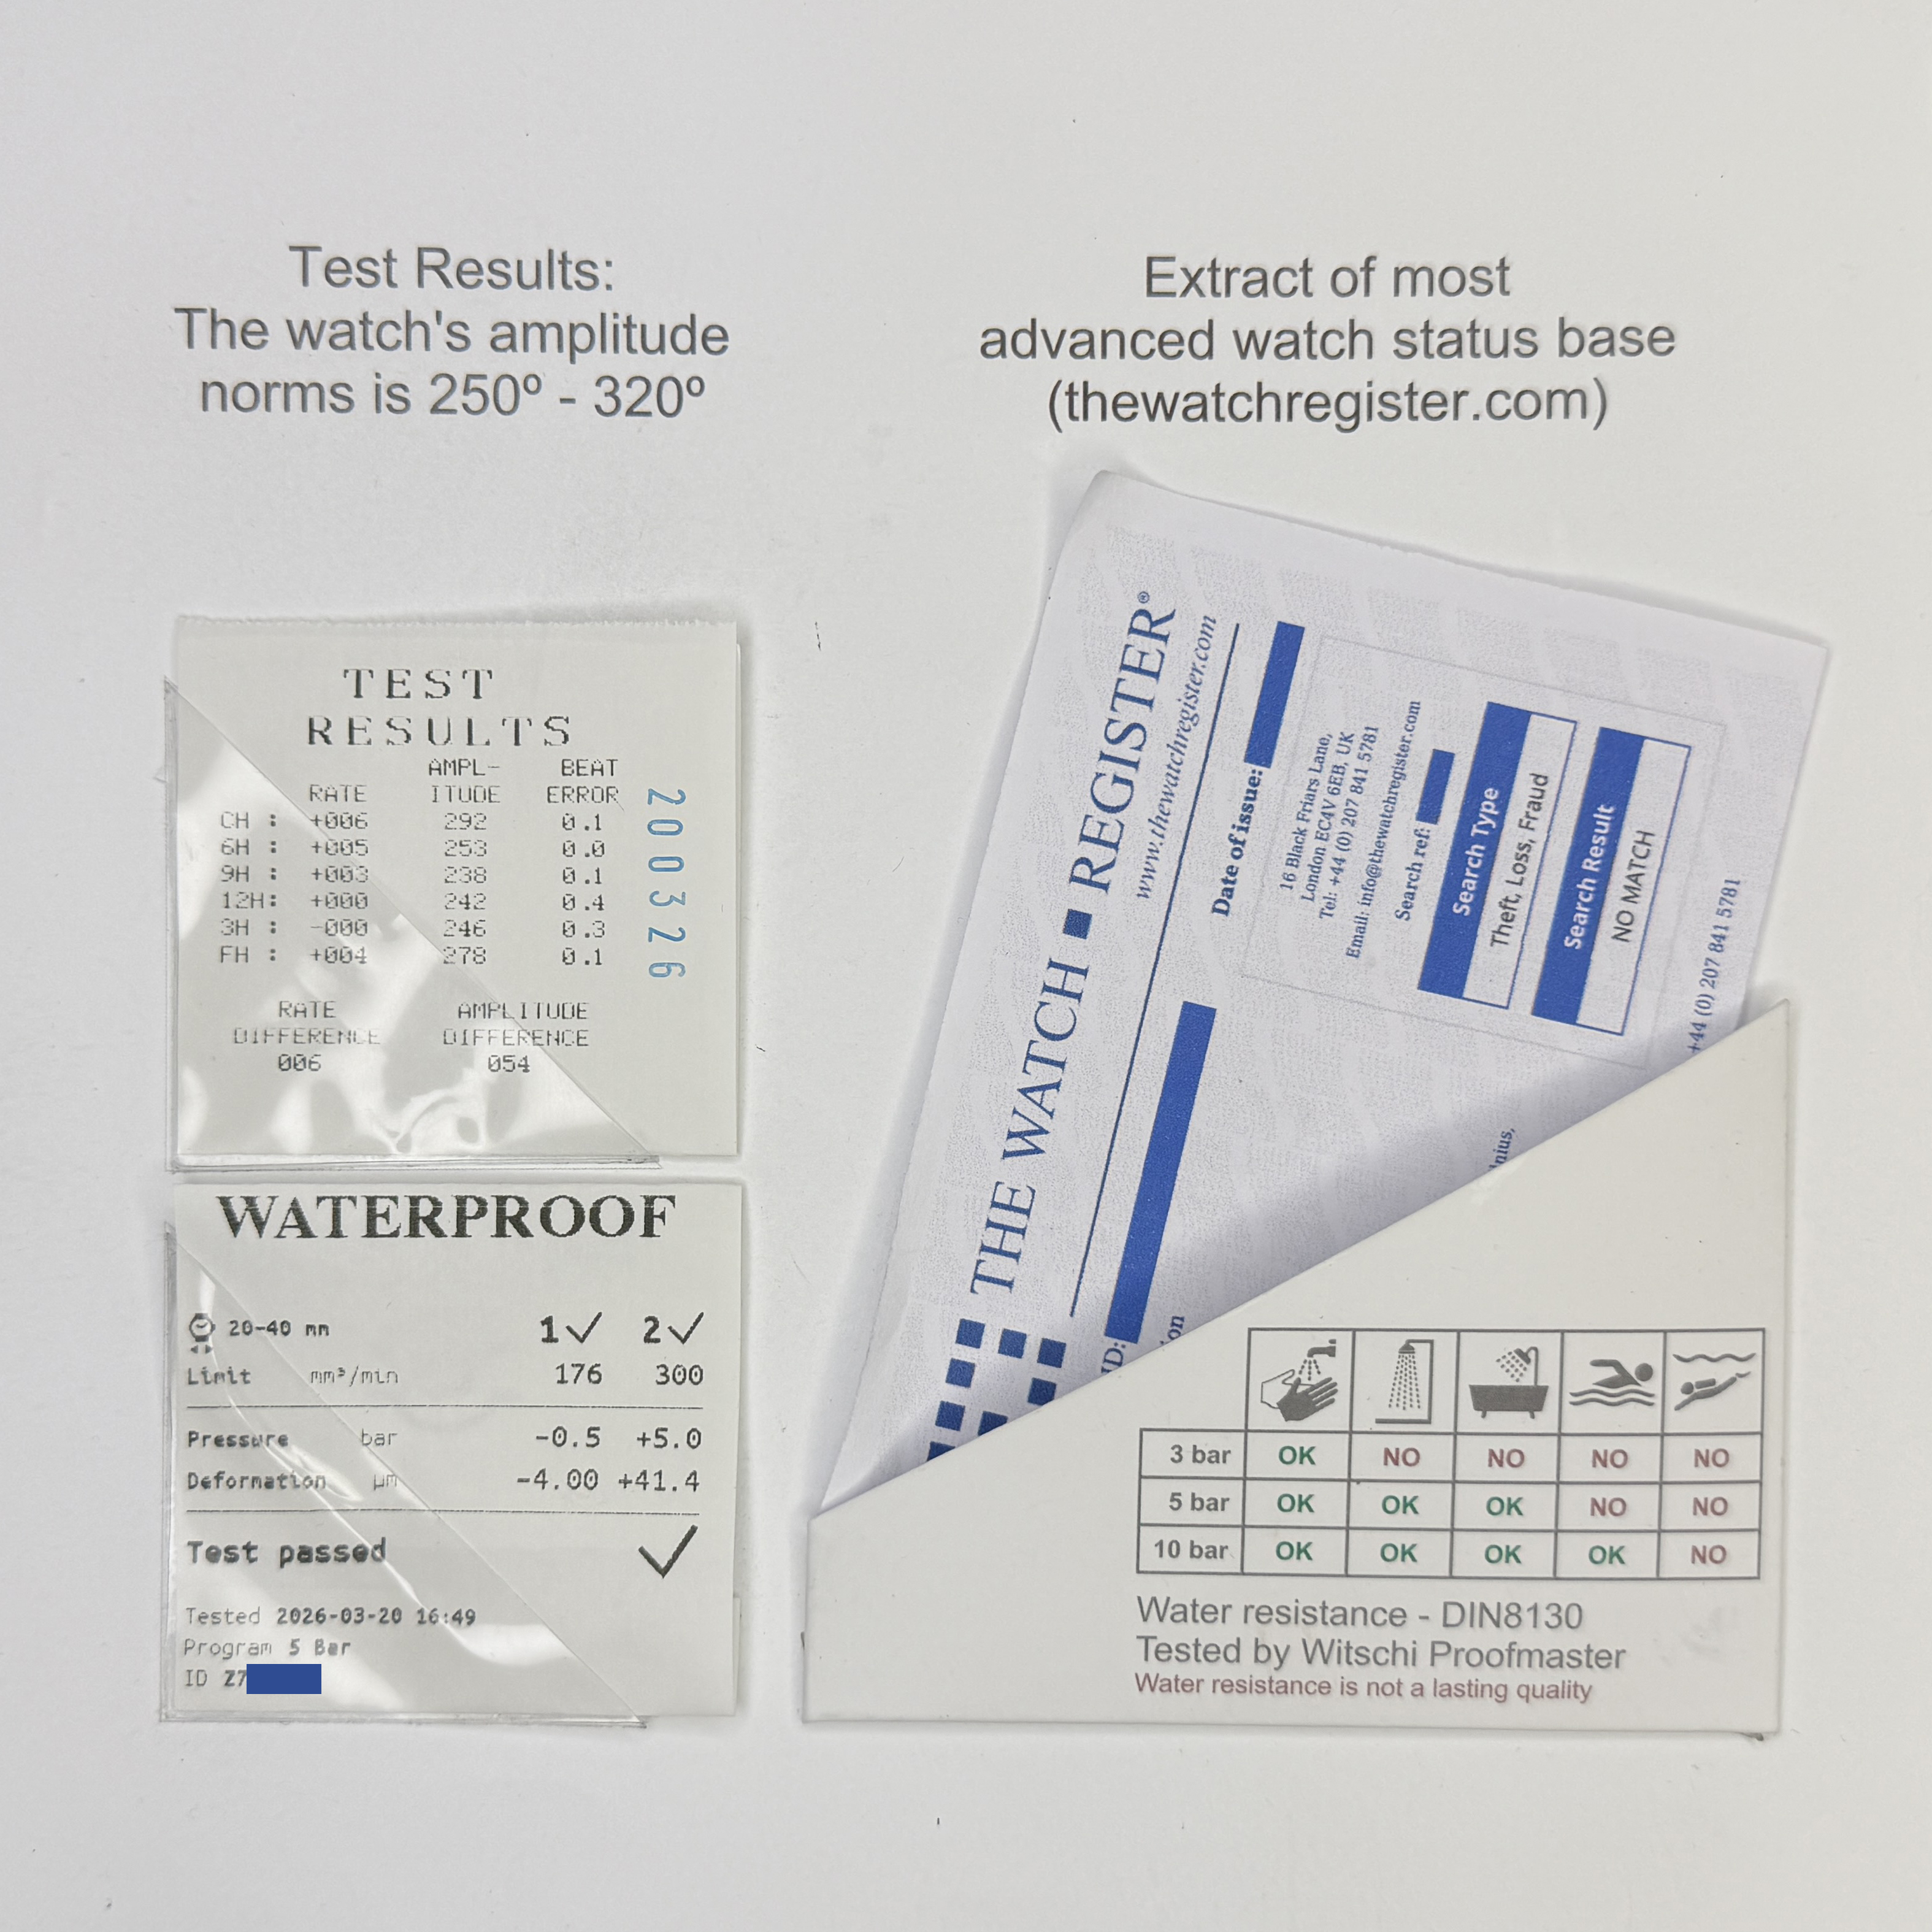 Test Results:
The watch's amplitude
norms is 250º - 320º
Extract of most
advanced watch status base
(thewatchregister.com)
TEST
RESULTS
AMPL- BEAT
RATE ITUDE ERROR
CH : +006 292 0.1
6H : +005 253 0.0
9H : +003 238 0.1
12H: +000 242 0.4
3H : -000 246 0.3
FH : +004 278 0.1
RATE AMPLITUDE
DIFFERENCE DIFFERENCE
006 054
200326
WATERPROOF
20-40 mm 1 2
Limit mm³/min 176 300
Pressure bar -0.5 +5.0
Deformation µm -4.00 +41.4
Test passed
Tested 2026-03-20 16:49
Program 5 Bar
ID Z7
THE WATCH REGISTER®
www.thewatchregister.com
Date of issue:
16 Black Friars Lane,
London EC4V 6EB, UK
Tel: +44 (0) 207 841 5781
Email: info@thewatchregister.com
Search ref:
Search Type
Theft, Loss, Fraud
Search Result
NO MATCH
+44 (0) 207 841 5781
ID:
3 bar OK NO NO NO NO
5 bar OK OK OK NO NO
10 bar OK OK OK OK NO
Water resistance - DIN8130
Tested by Witschi Proofmaster
Water resistance is not a lasting quality